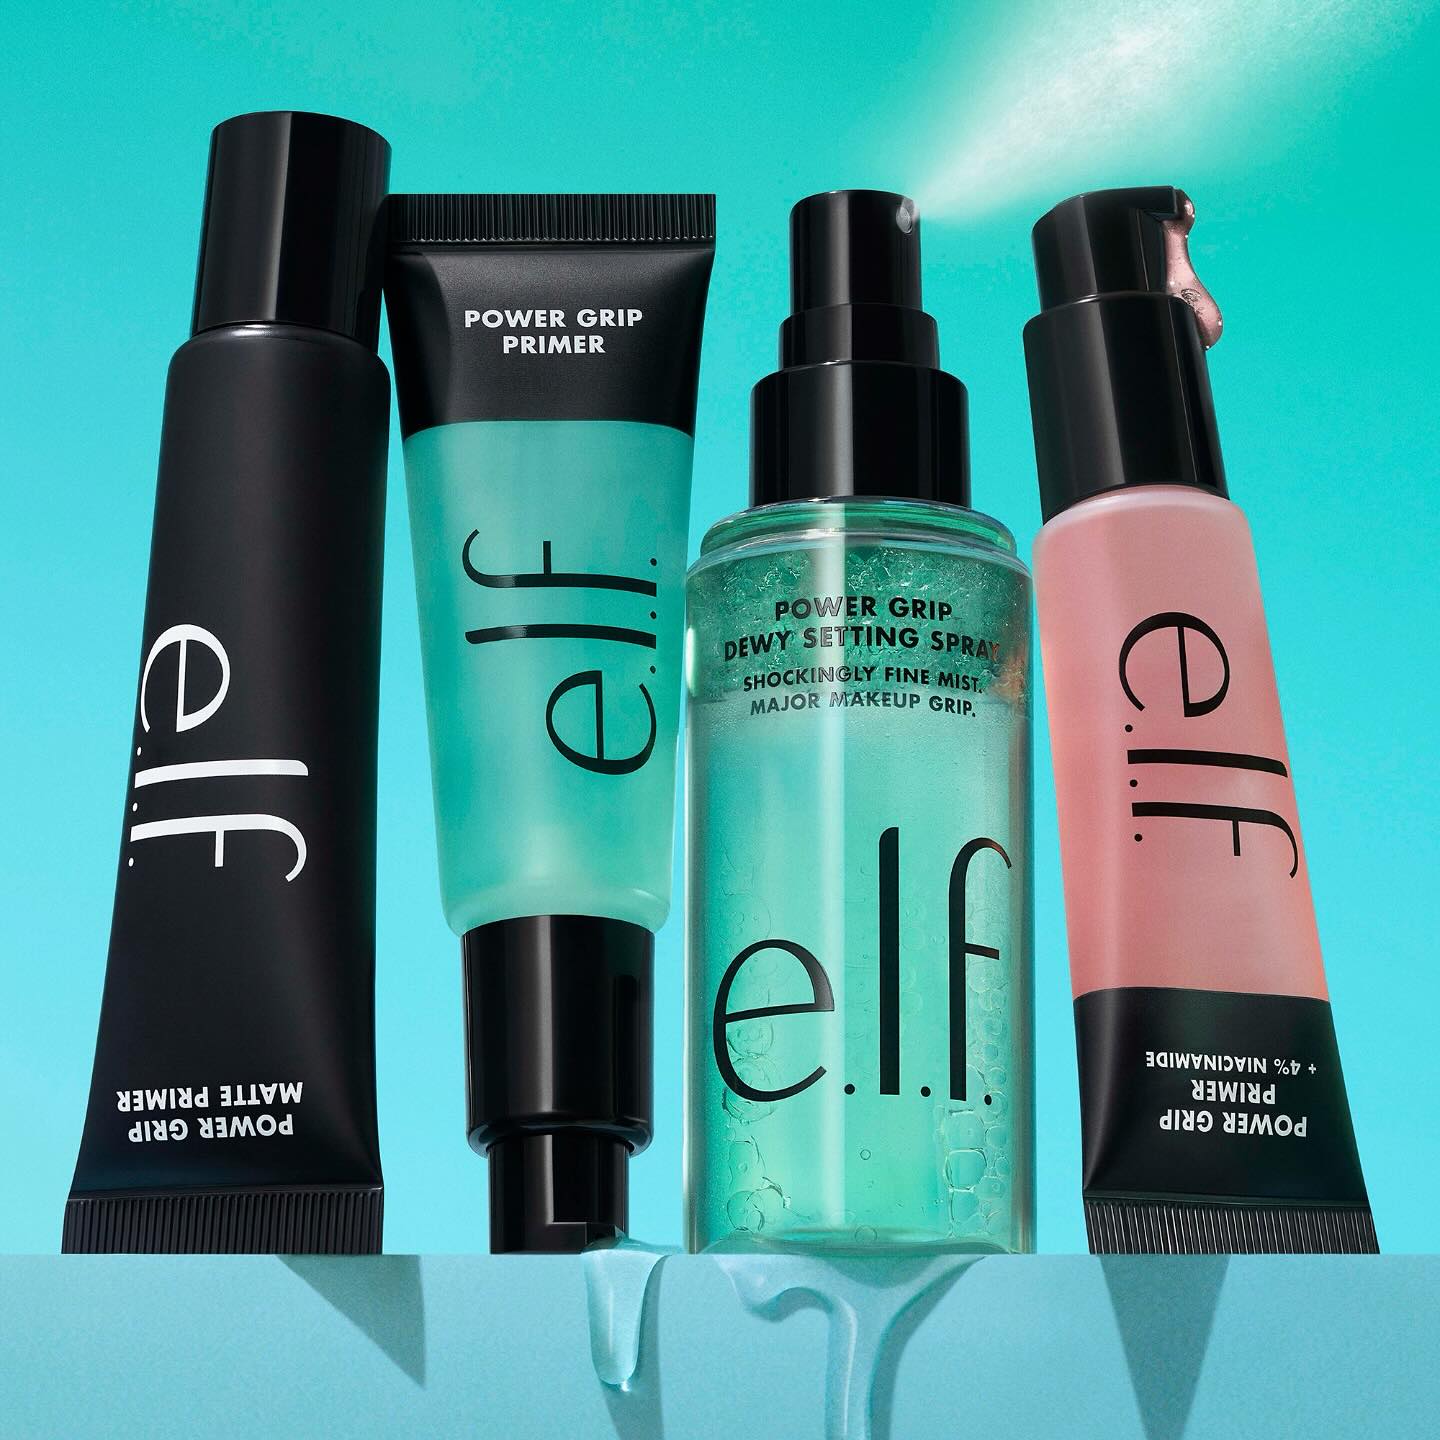 e.l.f.
POWER GRIP
MATTE PRIMER
POWER GRIP
PRIMER
e.l.f.
POWER GRIP
DEWY SETTING SPRAY
SHOCKINGLY FINE MIST.
MAJOR MAKEUP GRIP.
e.l.f.
e.l.f.
POWER GRIP
PRIMER
+ 4% NIACINAMIDE